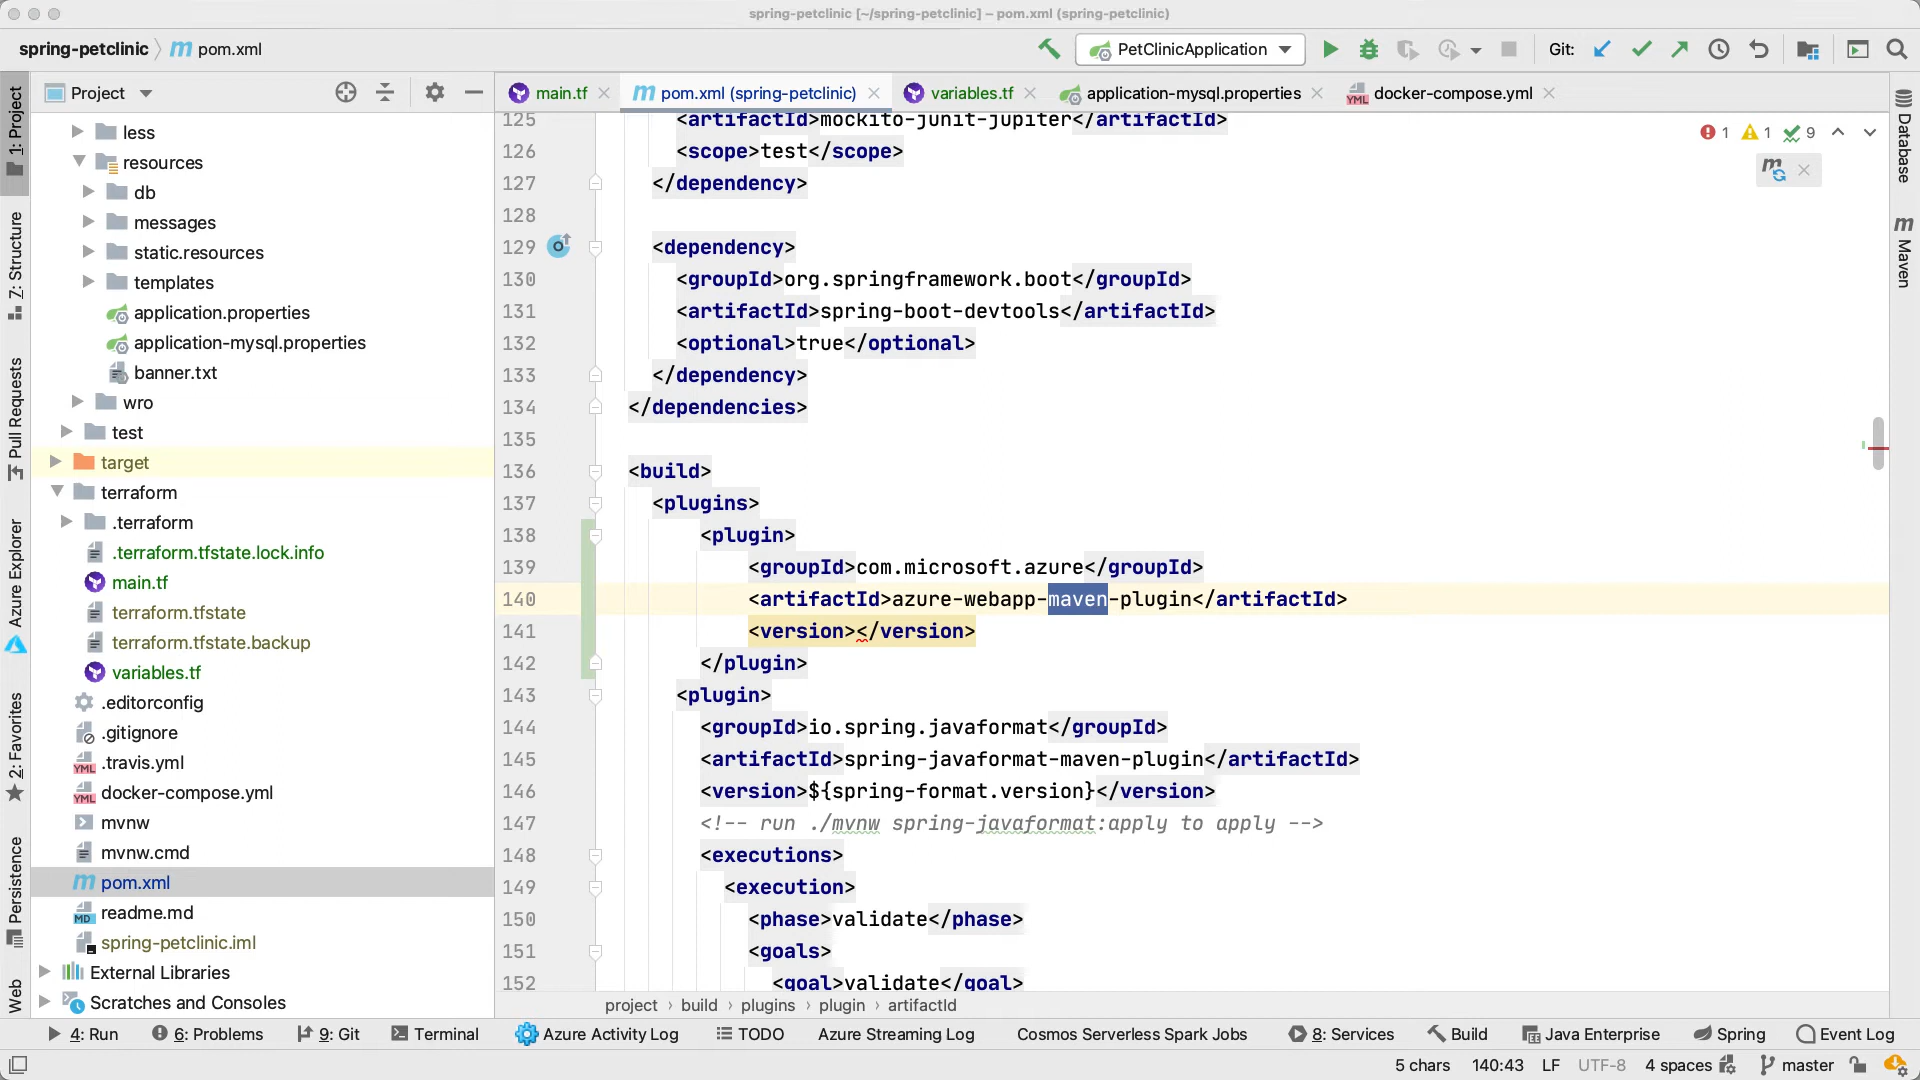 spring-petclinic [~/spring-petclinic] – pom.xml (spring-petclinic)
spring-petclinic
m pom.xml
PetClinicApplication
Git:
Project
main.tf
m pom.xml (spring-petclinic)
variables.tf
application-mysql.properties
YML docker-compose.yml
1: Project
7: Structure
Pull Requests
Azure Explorer
2: Favorites
Persistence
Web
less
resources
db
messages
static.resources
templates
application.properties
application-mysql.properties
banner.txt
wro
test
target
terraform
.terraform
.terraform.tfstate.lock.info
main.tf
terraform.tfstate
terraform.tfstate.backup
variables.tf
.editorconfig
.gitignore
YML .travis.yml
YML docker-compose.yml
mvnw
mvnw.cmd
m pom.xml
MD readme.md
spring-petclinic.iml
External Libraries
Scratches and Consoles
125 <artifactId>mockito-junit-jupiter</artifactId>
126 <scope>test</scope>
127 </dependency>
128
129 <dependency>
130 <groupId>org.springframework.boot</groupId>
131 <artifactId>spring-boot-devtools</artifactId>
132 <optional>true</optional>
133 </dependency>
134 </dependencies>
135
136 <build>
137 <plugins>
138 <plugin>
139 <groupId>com.microsoft.azure</groupId>
140 <artifactId>azure-webapp-maven-plugin</artifactId>
141 <version></version>
142 </plugin>
143 <plugin>
144 <groupId>io.spring.javaformat</groupId>
145 <artifactId>spring-javaformat-maven-plugin</artifactId>
146 <version>${spring-format.version}</version>
147 <!-- run ./mvnw spring-javaformat:apply to apply -->
148 <executions>
149 <execution>
150 <phase>validate</phase>
151 <goals>
152 <goal>validate</goal>
1 1 9
m
Database
m Maven
project › build › plugins › plugin › artifactId
4: Run
6: Problems
9: Git
Terminal
Azure Activity Log
TODO
Azure Streaming Log
Cosmos Serverless Spark Jobs
8: Services
Build
Java Enterprise
Spring
Event Log
5 chars
140:43
LF
UTF-8
4 spaces
master